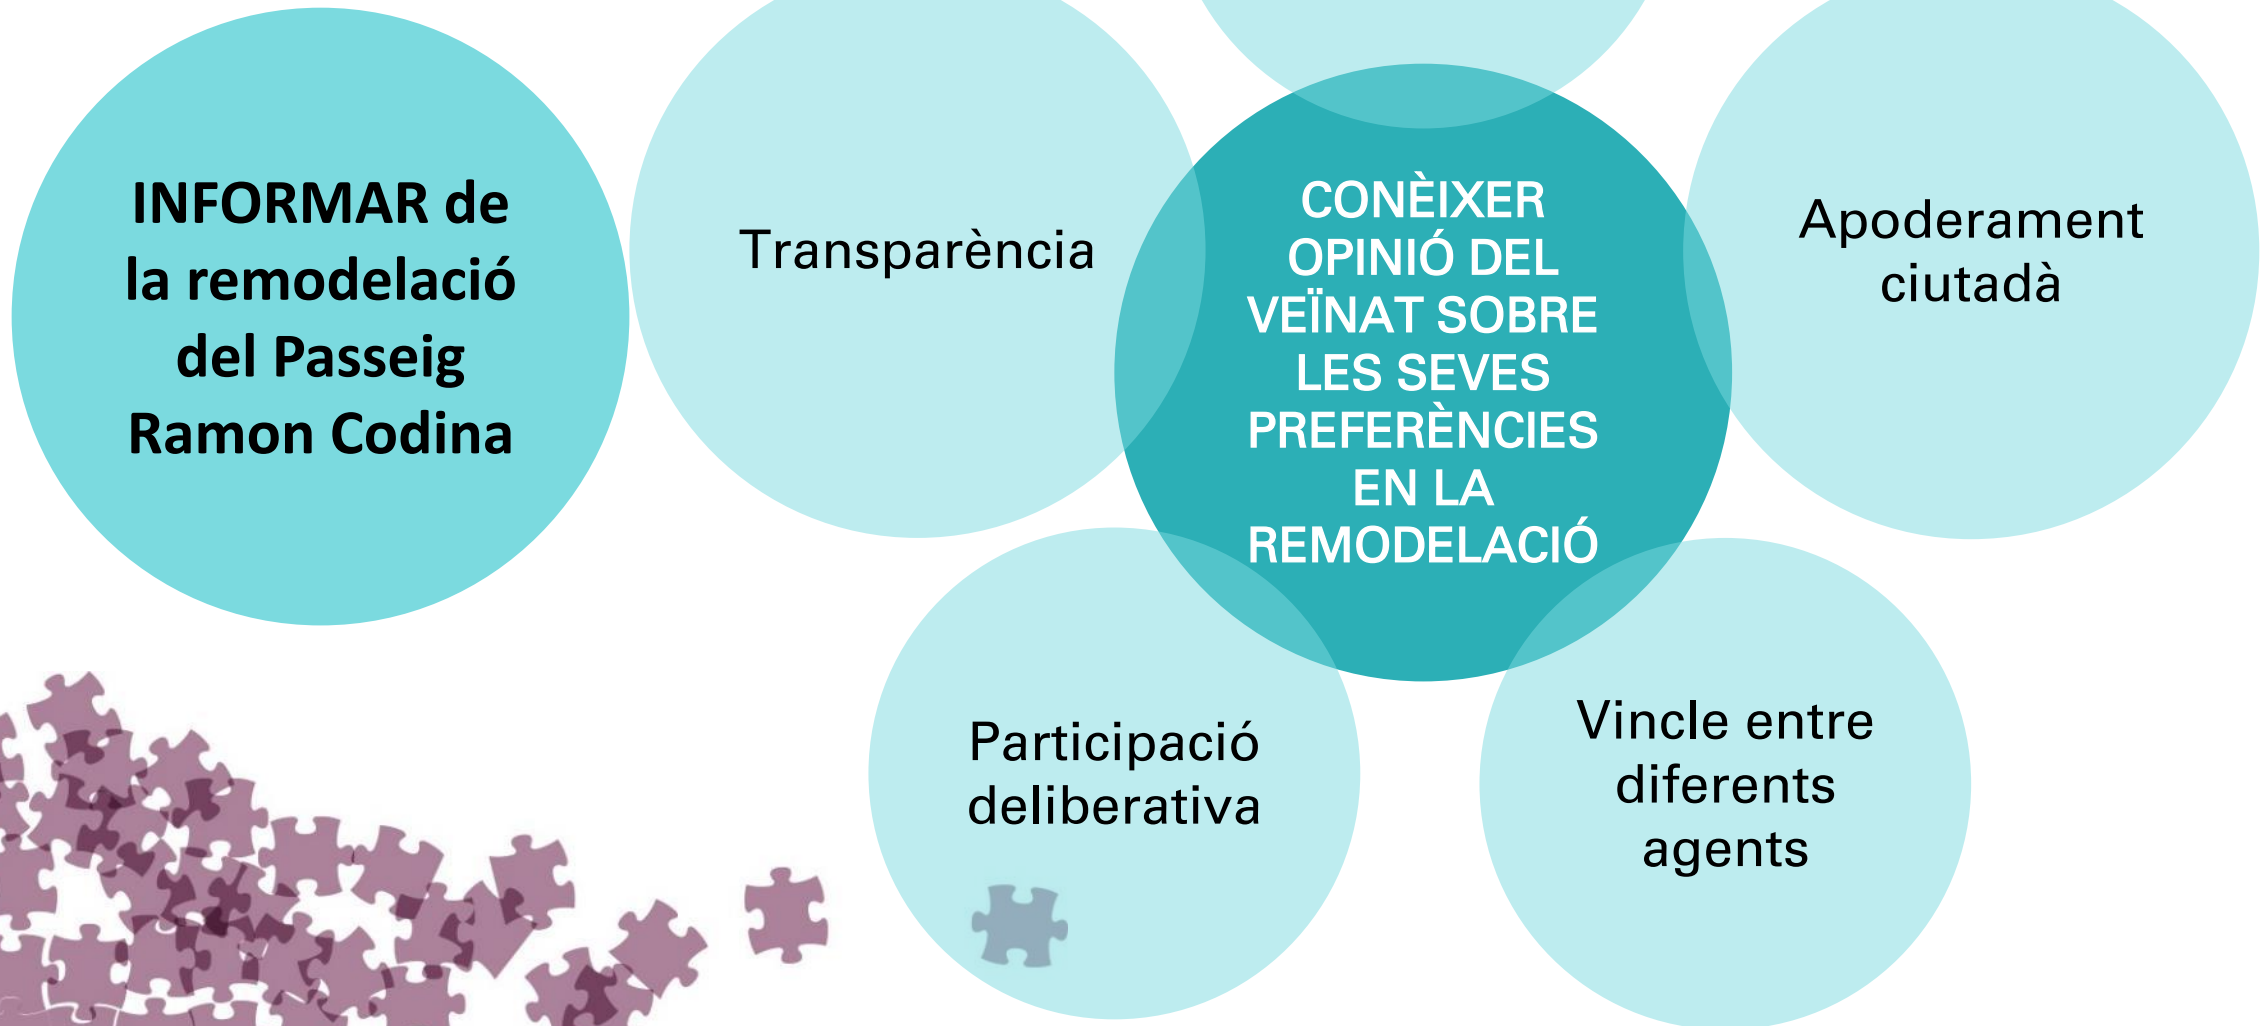 INFORMAR de
la remodelació
del Passeig
Ramon Codina
Transparència
CONÈIXER
OPINIÓ DEL
VEÏNAT SOBRE
LES SEVES
PREFERÈNCIES
EN LA
REMODELACIÓ
Apoderament
ciutadà
Participació
deliberativa
Vincle entre
diferents
agents